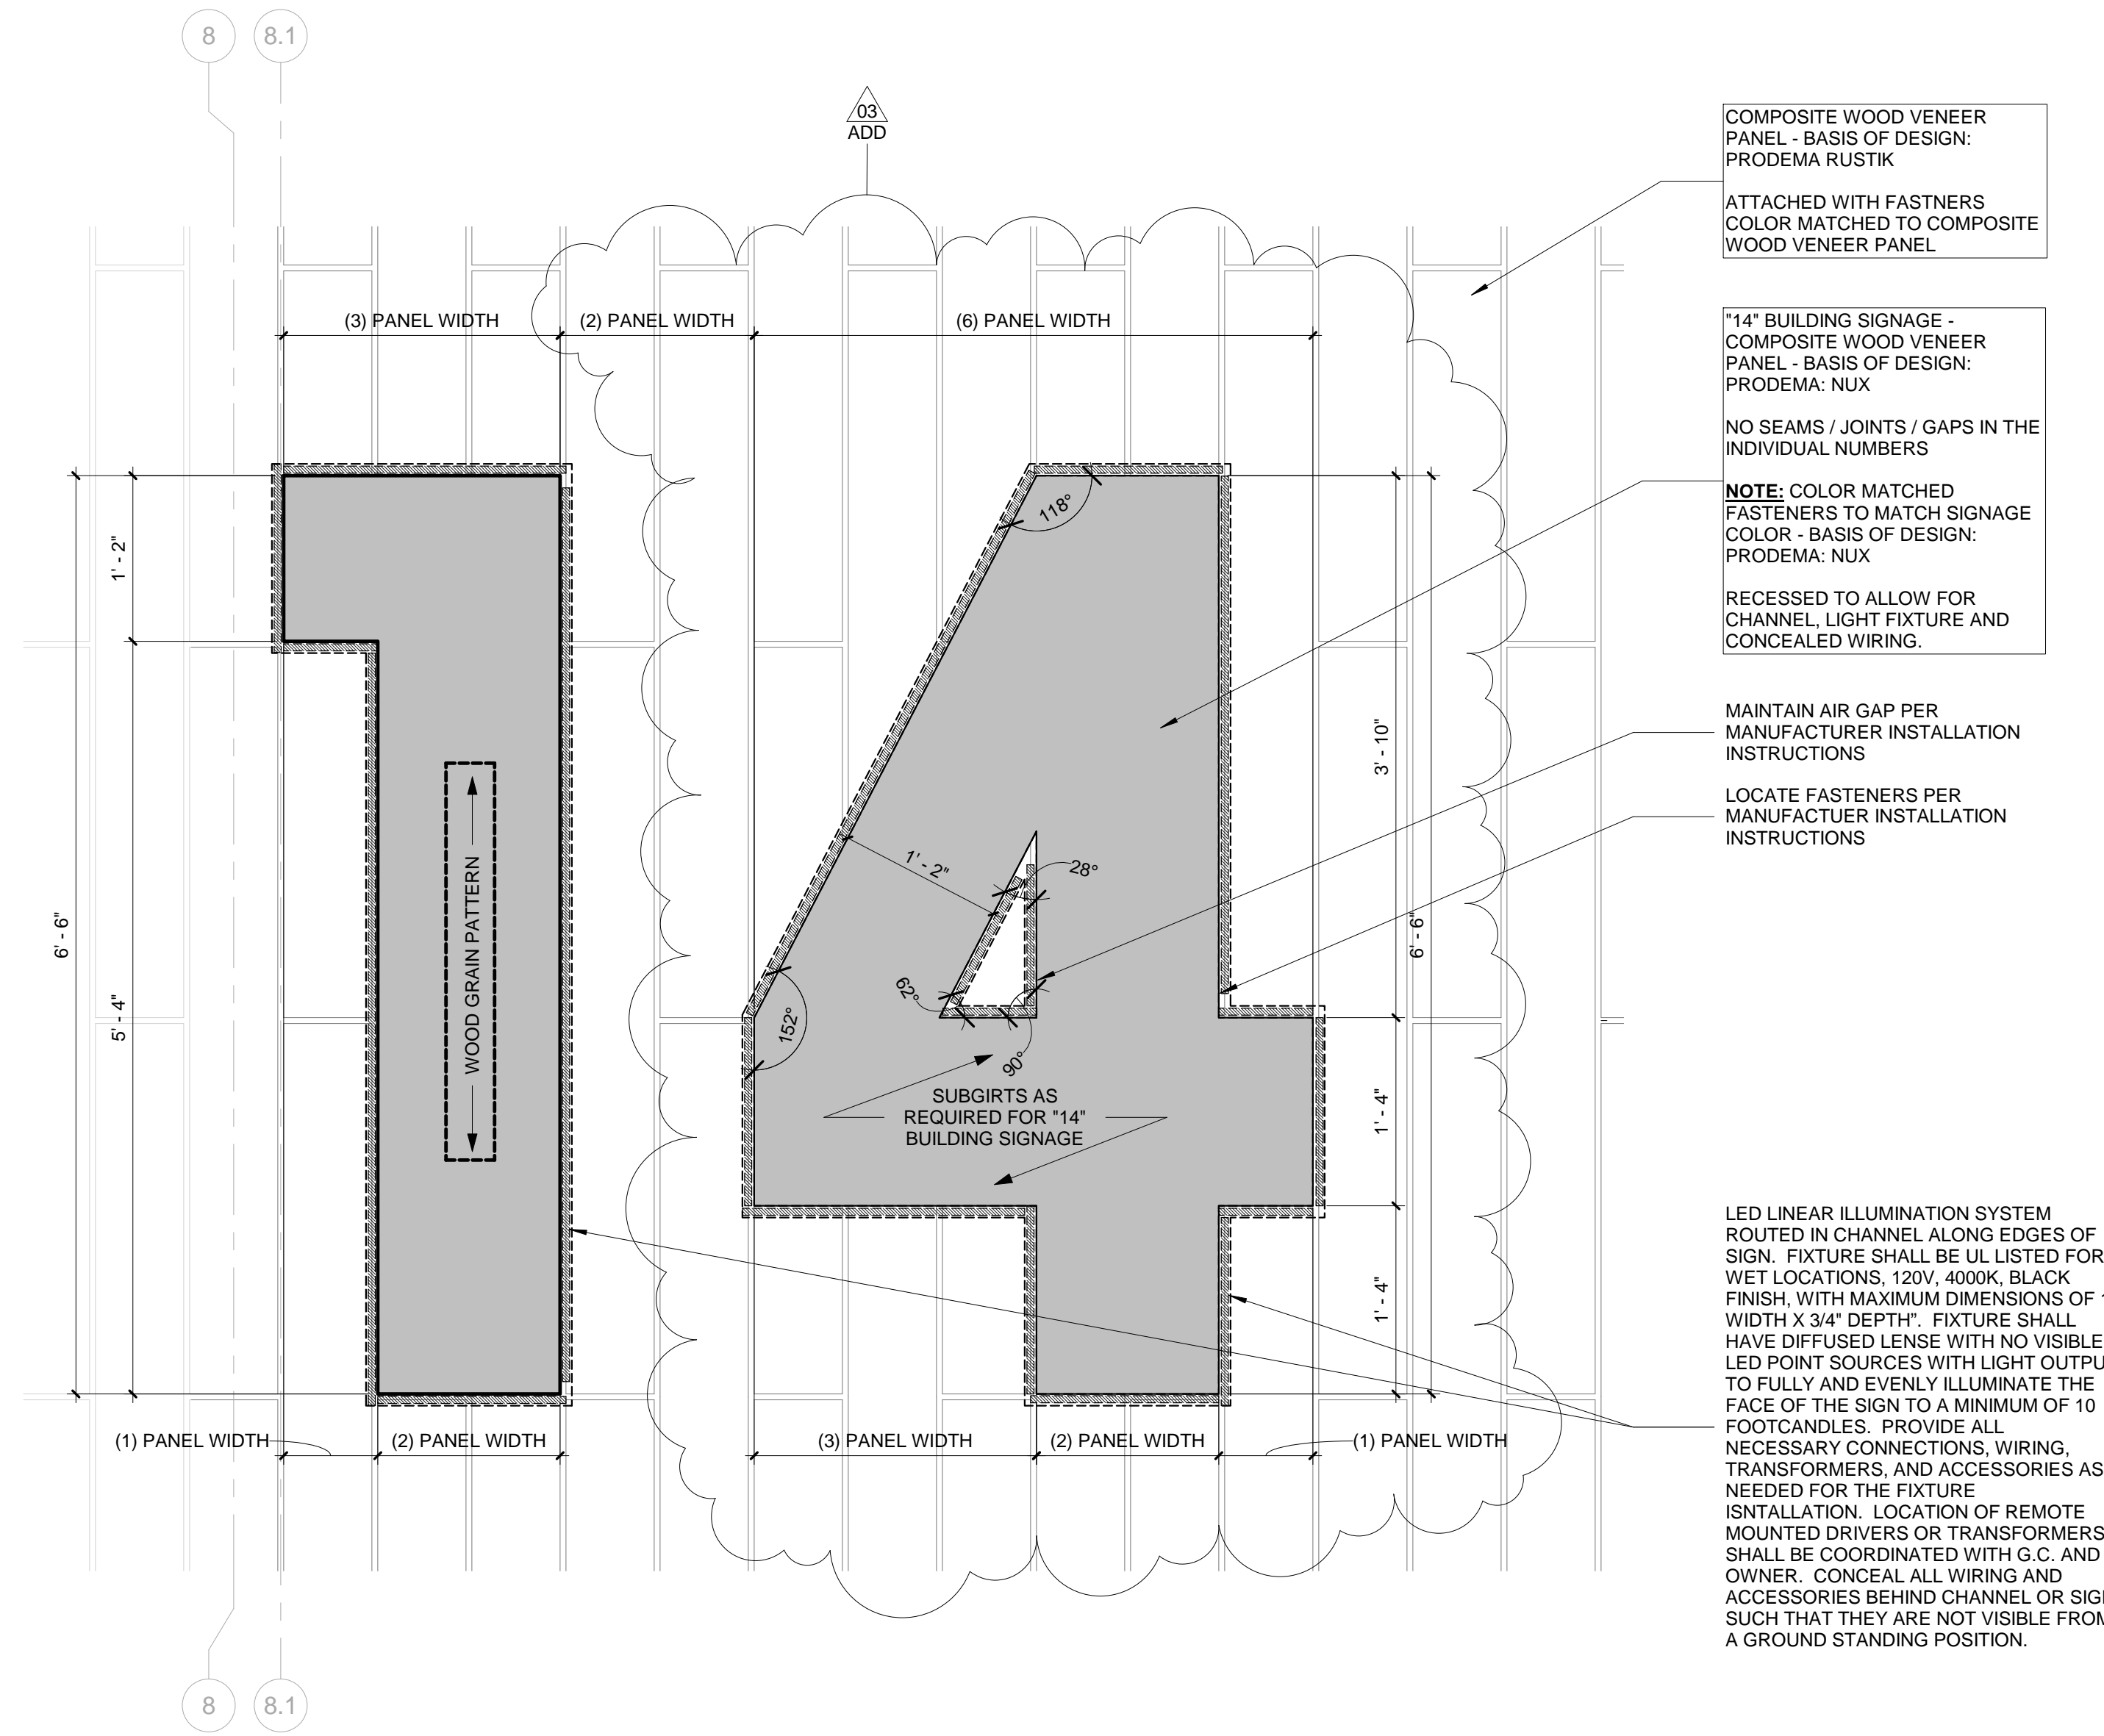 8
8.1
03
ADD
(3) PANEL WIDTH
(2) PANEL WIDTH
(6) PANEL WIDTH
6' - 6"
1' - 2"
5' - 4"
WOOD GRAIN PATTERN
118°
1' - 2"
28°
62°
152°
90°
SUBGIRTS AS
REQUIRED FOR "14"
BUILDING SIGNAGE
3' - 10"
6' - 6"
1' - 4"
1' - 4"
(1) PANEL WIDTH
(2) PANEL WIDTH
(3) PANEL WIDTH
(2) PANEL WIDTH
(1) PANEL WIDTH
8
8.1
COMPOSITE WOOD VENEER
PANEL - BASIS OF DESIGN:
PRODEMA RUSTIK
ATTACHED WITH FASTNERS
COLOR MATCHED TO COMPOSITE
WOOD VENEER PANEL
"14" BUILDING SIGNAGE -
COMPOSITE WOOD VENEER
PANEL - BASIS OF DESIGN:
PRODEMA: NUX
NO SEAMS / JOINTS / GAPS IN THE
INDIVIDUAL NUMBERS
NOTE: COLOR MATCHED
FASTENERS TO MATCH SIGNAGE
COLOR - BASIS OF DESIGN:
PRODEMA: NUX
RECESSED TO ALLOW FOR
CHANNEL, LIGHT FIXTURE AND
CONCEALED WIRING.
MAINTAIN AIR GAP PER
MANUFACTURER INSTALLATION
INSTRUCTIONS
LOCATE FASTENERS PER
MANUFACTUER INSTALLATION
INSTRUCTIONS
LED LINEAR ILLUMINATION SYSTEM
ROUTED IN CHANNEL ALONG EDGES OF
SIGN. FIXTURE SHALL BE UL LISTED FOR
WET LOCATIONS, 120V, 4000K, BLACK
FINISH, WITH MAXIMUM DIMENSIONS OF
WIDTH X 3/4" DEPTH”. FIXTURE SHALL
HAVE DIFFUSED LENSE WITH NO VISIBLE
LED POINT SOURCES WITH LIGHT
TO FULLY AND EVENLY ILLUMINATE THE
FACE OF THE SIGN TO A MINIMUM OF 10
FOOTCANDLES. PROVIDE ALL
NECESSARY CONNECTIONS, WIRING,
TRANSFORMERS, AND ACCESSORIES AS
NEEDED FOR THE FIXTURE
ISNTALLATION. LOCATION OF REMOTE
MOUNTED DRIVERS OR TRANSFORMERS
SHALL BE COORDINATED WITH G.C. AND
OWNER. CONCEAL ALL WIRING AND
ACCESSORIES BEHIND CHANNEL OR
SUCH THAT THEY ARE NOT VISIBLE FROM
A GROUND STANDING POSITION.